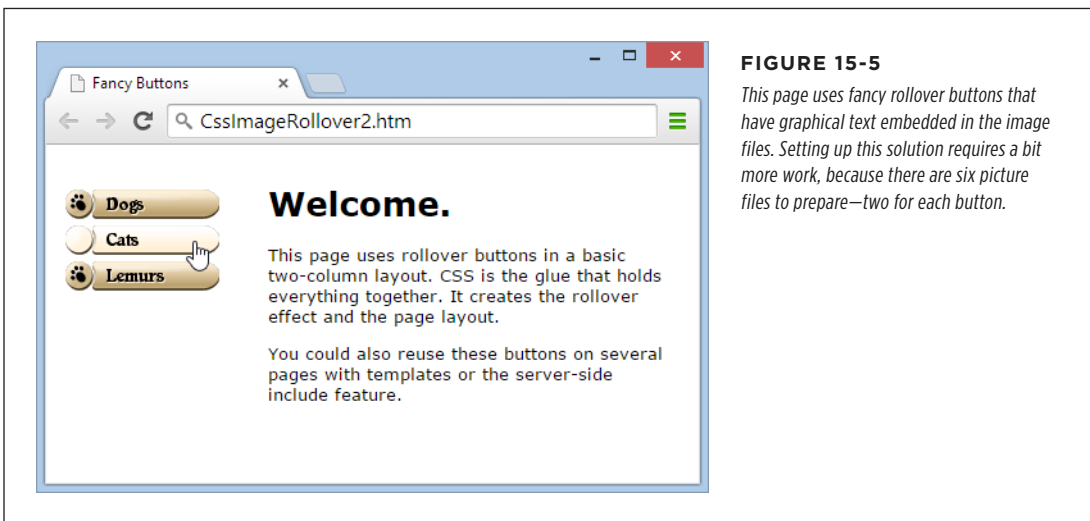 Fancy Buttons
CssImageRollover2.htm
Dogs
Cats
Lemurs
Welcome.
This page uses rollover buttons in a basic
two-column layout. CSS is the glue that holds
everything together. It creates the rollover
effect and the page layout.
You could also reuse these buttons on several
pages with templates or the server-side
include feature.
FIGURE 15-5
This page uses fancy rollover buttons that
have graphical text embedded in the image
files. Setting up this solution requires a bit
more work, because there are six picture
files to prepare—two for each button.